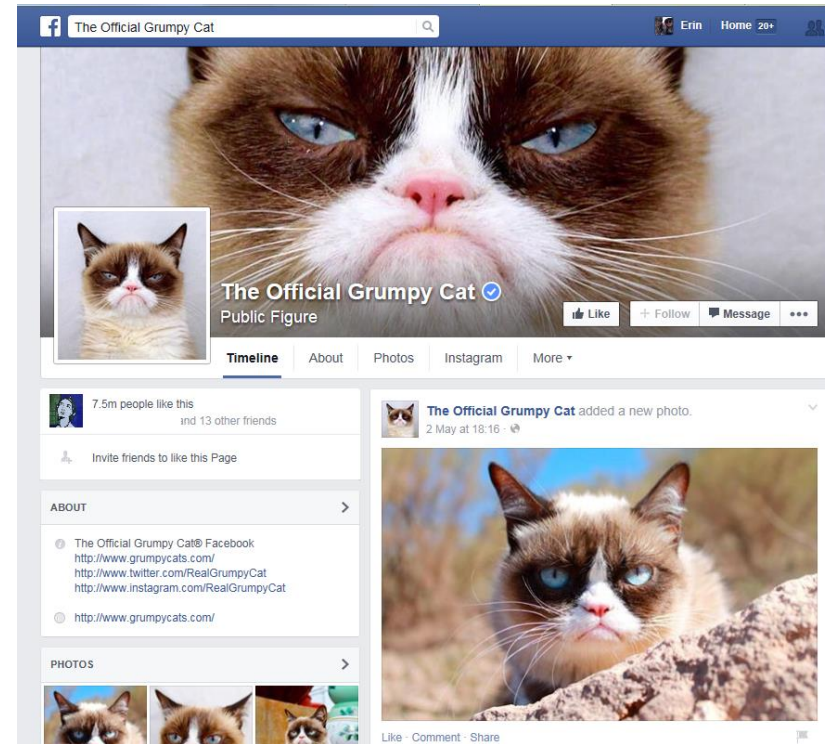 f The Official Grumpy Cat
Erin Home 20+
The Official Grumpy Cat
Public Figure
Like + Follow Message •••
Timeline About Photos Instagram More ▾
7.5m people like this
and 13 other friends
Invite friends to like this Page
ABOUT >
The Official Grumpy Cat® Facebook
http://www.grumpycats.com/
http://www.twitter.com/RealGrumpyCat
http://www.instagram.com/RealGrumpyCat
http://www.grumpycats.com/
PHOTOS >
The Official Grumpy Cat added a new photo.
2 May at 18:16 ·
Like · Comment · Share